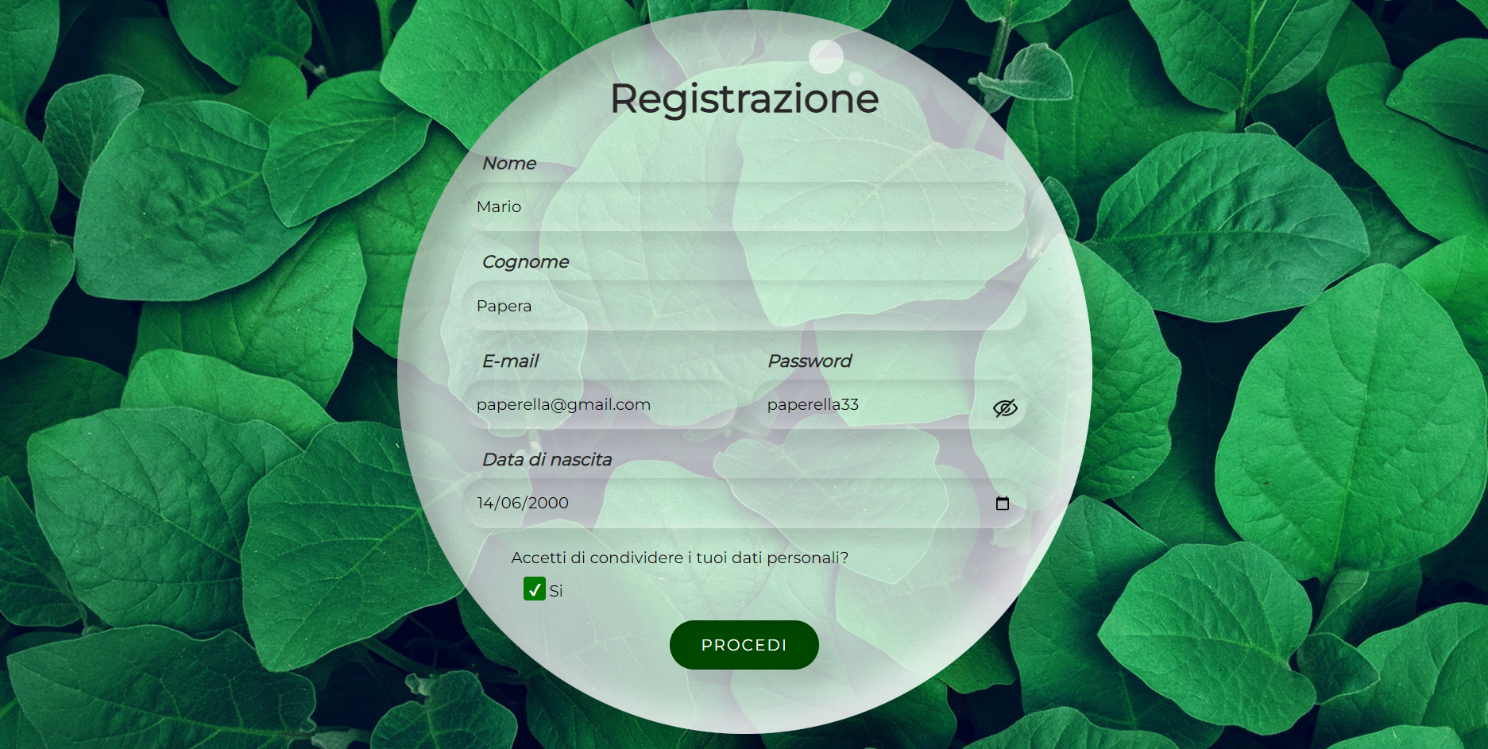 Registrazione
Nome
Mario
Cognome
Papera
E-mail Password
paperella@gmail.com paperella33
Data di nascita
14/06/2000
Accetti di condividere i tuoi dati personali?
Si
PROCEDI